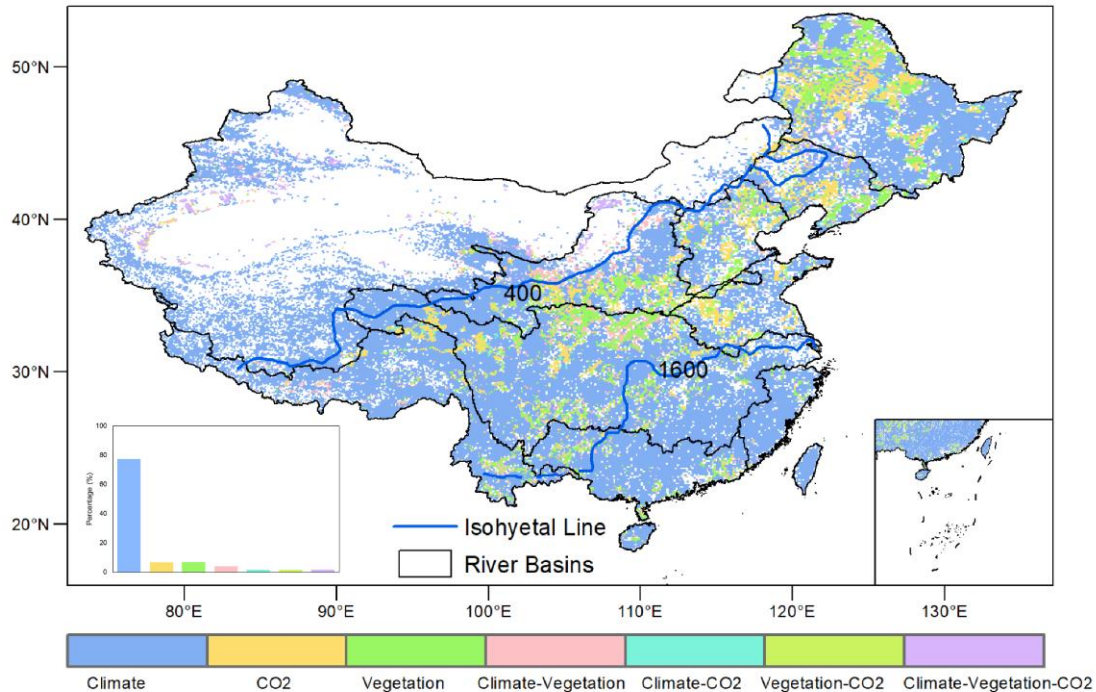 50°N
40°N
30°N
20°N
400
1600
100
80
60
40
20
0
Percentage (%)
Isohyetal Line
River Basins
80°E 90°E 100°E 110°E 120°E 130°E
Climate CO2 Vegetation Climate-Vegetation Climate-CO2 Vegetation-CO2 Climate-Vegetation-CO2